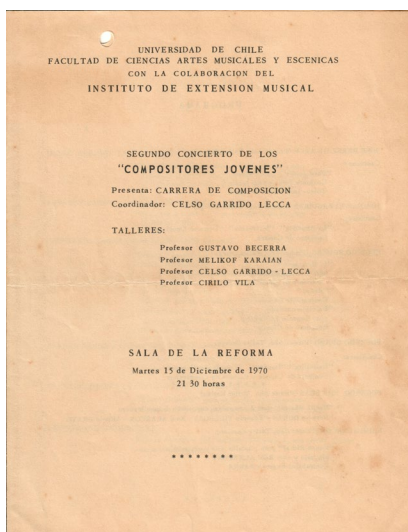 UNIVERSIDAD DE CHILE
FACULTAD DE CIENCIAS ARTES MUSICALES Y ESCENICAS
CON LA COLABORACION DEL
INSTITUTO DE EXTENSION MUSICAL
SEGUNDO CONCIERTO DE LOS
"COMPOSITORES JOVENES"
Presenta: CARRERA DE COMPOSICION
Coordinador: CELSO GARRIDO LECCA
TALLERES:
Profesor GUSTAVO BECERRA
Profesor MELIKOF KARAIAN
Profesor CELSO GARRIDO - LECCA
Profesor CIRILO VILA
SALA DE LA REFORMA
Martes 15 de Diciembre de 1970
21 30 horas
* * * * * * * *